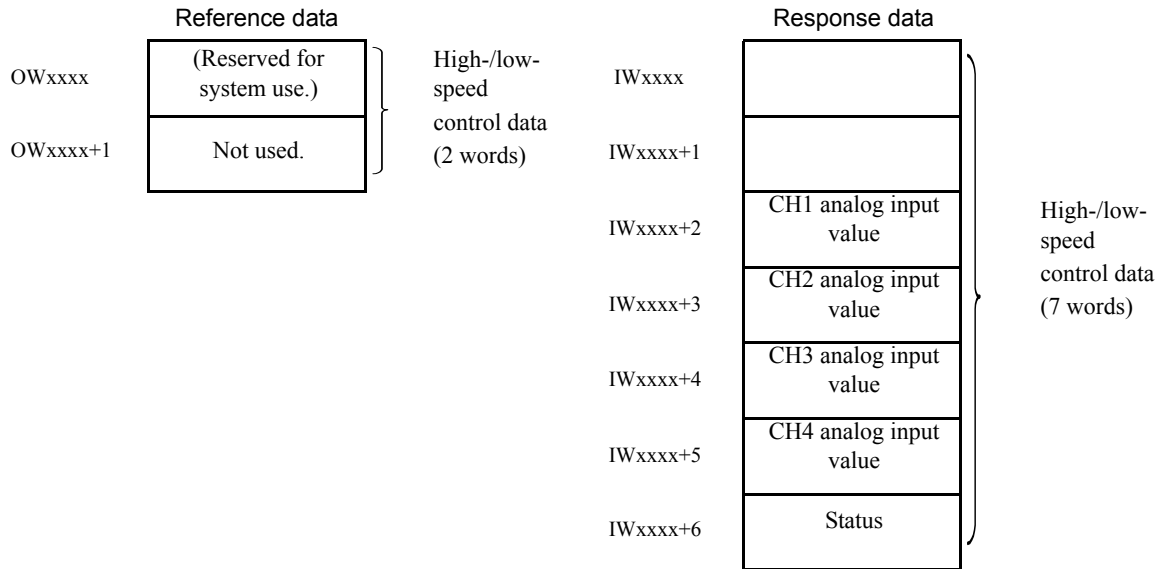 Reference data
OWxxxx
(Reserved for
system use.)
OWxxxx+1
Not used.
High-/low-
speed
control data
(2 words)
Response data
IWxxxx
IWxxxx+1
IWxxxx+2
CH1 analog input
value
IWxxxx+3
CH2 analog input
value
IWxxxx+4
CH3 analog input
value
IWxxxx+5
CH4 analog input
value
IWxxxx+6
Status
High-/low-
speed
control data
(7 words)